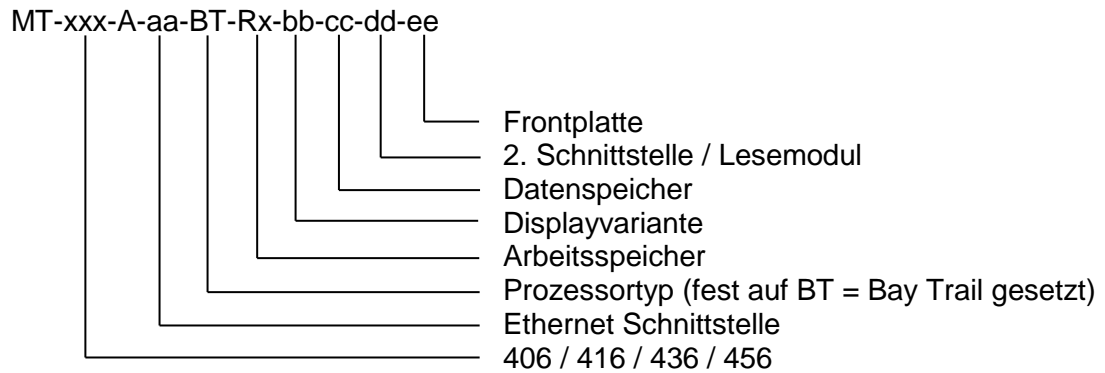 MT-xxx-A-aa-BT-Rx-bb-cc-dd-ee
Frontplatte
2. Schnittstelle / Lesemodul
Datenspeicher
Displayvariante
Arbeitsspeicher
Prozessortyp (fest auf BT = Bay Trail gesetzt)
Ethernet Schnittstelle
406 / 416 / 436 / 456